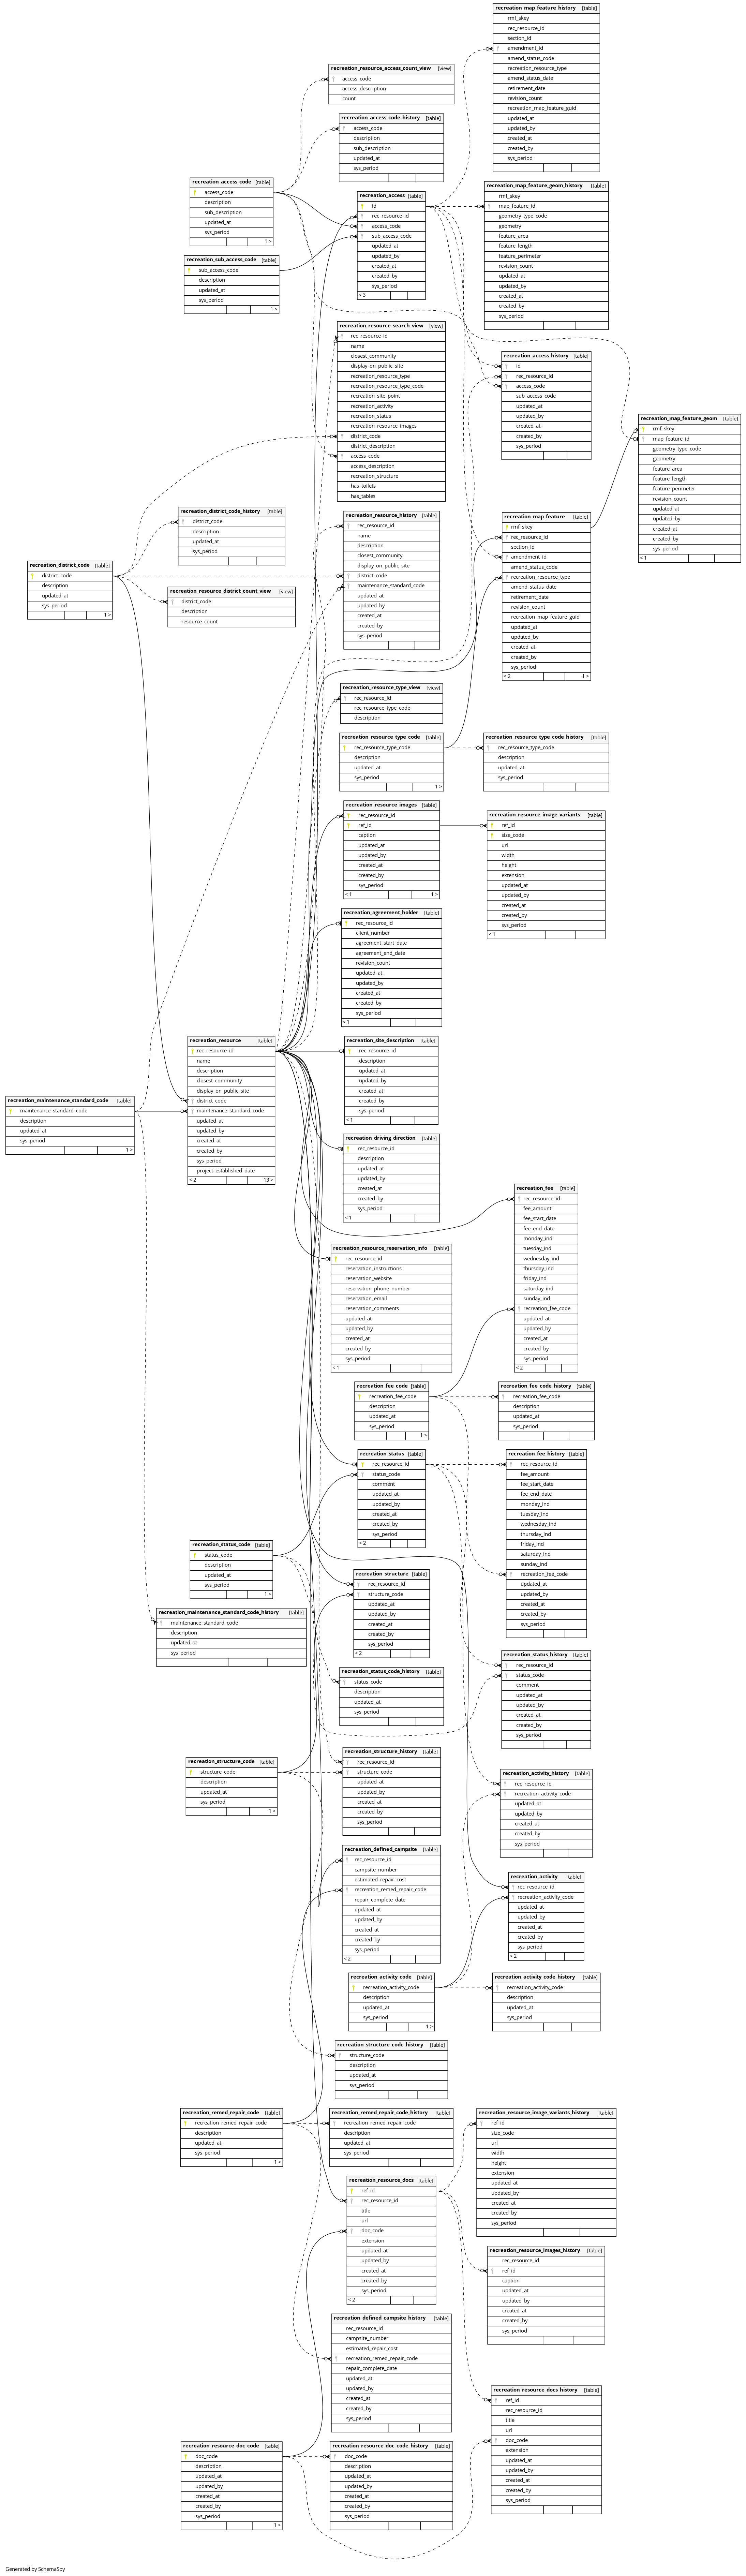 recreation_map_feature_history [table]
rmf_skey
rec_resource_id
section_id
amendment_id
amend_status_code
recreation_resource_type
amend_status_date
retirement_date
revision_count
recreation_map_feature_guid
updated_at
updated_by
created_at
created_by
sys_period
recreation_resource_access_count_view [view]
access_code
access_description
count
recreation_access_code_history [table]
access_code
description
sub_description
updated_at
sys_period
recreation_access_code [table]
access_code
description
sub_description
updated_at
sys_period
1 >
recreation_access [table]
id
rec_resource_id
access_code
sub_access_code
updated_at
updated_by
created_at
created_by
sys_period
< 3
recreation_map_feature_geom_history [table]
rmf_skey
map_feature_id
geometry_type_code
geometry
feature_area
feature_length
feature_perimeter
revision_count
updated_at
updated_by
created_at
created_by
sys_period
recreation_sub_access_code [table]
sub_access_code
description
updated_at
sys_period
1 >
recreation_resource_search_view [view]
rec_resource_id
name
closest_community
display_on_public_site
recreation_resource_type
recreation_resource_type_code
recreation_site_point
recreation_activity
recreation_status
recreation_resource_images
district_code
district_description
access_code
access_description
recreation_structure
has_toilets
has_tables
recreation_access_history [table]
id
rec_resource_id
access_code
sub_access_code
updated_at
updated_by
created_at
created_by
sys_period
recreation_map_feature_geom [table]
rmf_skey
map_feature_id
geometry_type_code
geometry
feature_area
feature_length
feature_perimeter
revision_count
updated_at
updated_by
created_at
created_by
sys_period
< 1
recreation_district_code_history [table]
district_code
description
updated_at
sys_period
recreation_resource_history [table]
rec_resource_id
name
description
closest_community
display_on_public_site
district_code
maintenance_standard_code
updated_at
updated_by
created_at
created_by
sys_period
recreation_map_feature [table]
rmf_skey
rec_resource_id
section_id
amendment_id
amend_status_code
recreation_resource_type
amend_status_date
retirement_date
revision_count
recreation_map_feature_guid
updated_at
updated_by
created_at
created_by
sys_period
< 2 1 >
recreation_district_code [table]
district_code
description
updated_at
sys_period
1 >
recreation_resource_district_count_view [view]
district_code
description
resource_count
recreation_resource_type_view [view]
rec_resource_id
rec_resource_type_code
description
recreation_resource_type_code [table]
rec_resource_type_code
description
updated_at
sys_period
1 >
recreation_resource_type_code_history [table]
rec_resource_type_code
description
updated_at
sys_period
recreation_resource_images [table]
rec_resource_id
ref_id
caption
updated_at
updated_by
created_at
created_by
sys_period
< 1 1 >
recreation_resource_image_variants [table]
ref_id
size_code
url
width
height
extension
updated_at
updated_by
created_at
created_by
sys_period
< 1
recreation_agreement_holder [table]
rec_resource_id
client_number
agreement_start_date
agreement_end_date
revision_count
updated_at
updated_by
created_at
created_by
sys_period
< 1
recreation_resource [table]
rec_resource_id
name
description
closest_community
display_on_public_site
district_code
maintenance_standard_code
updated_at
updated_by
created_at
created_by
sys_period
project_established_date
< 2 13 >
recreation_site_description [table]
rec_resource_id
description
updated_at
updated_by
created_at
created_by
sys_period
< 1
recreation_maintenance_standard_code [table]
maintenance_standard_code
description
updated_at
sys_period
1 >
recreation_driving_direction [table]
rec_resource_id
description
updated_at
updated_by
created_at
created_by
sys_period
< 1
recreation_fee [table]
rec_resource_id
fee_amount
fee_start_date
fee_end_date
monday_ind
tuesday_ind
wednesday_ind
thursday_ind
friday_ind
saturday_ind
sunday_ind
recreation_fee_code
updated_at
updated_by
created_at
created_by
sys_period
< 2
recreation_resource_reservation_info [table]
rec_resource_id
reservation_instructions
reservation_website
reservation_phone_number
reservation_email
reservation_comments
updated_at
updated_by
created_at
created_by
sys_period
< 1
recreation_fee_code [table]
recreation_fee_code
description
updated_at
sys_period
1 >
recreation_fee_code_history [table]
recreation_fee_code
description
updated_at
sys_period
recreation_status [table]
rec_resource_id
status_code
comment
updated_at
updated_by
created_at
created_by
sys_period
< 2
recreation_fee_history [table]
rec_resource_id
fee_amount
fee_start_date
fee_end_date
monday_ind
tuesday_ind
wednesday_ind
thursday_ind
friday_ind
saturday_ind
sunday_ind
recreation_fee_code
updated_at
updated_by
created_at
created_by
sys_period
recreation_status_code [table]
status_code
description
updated_at
sys_period
1 >
recreation_structure [table]
rec_resource_id
structure_code
updated_at
updated_by
created_at
created_by
sys_period
< 2
recreation_maintenance_standard_code_history [table]
maintenance_standard_code
description
updated_at
sys_period
recreation_status_history [table]
rec_resource_id
status_code
comment
updated_at
updated_by
created_at
created_by
sys_period
recreation_status_code_history [table]
status_code
description
updated_at
sys_period
recreation_structure_history [table]
rec_resource_id
structure_code
updated_at
updated_by
created_at
created_by
sys_period
recreation_structure_code [table]
structure_code
description
updated_at
sys_period
1 >
recreation_activity_history [table]
rec_resource_id
recreation_activity_code
updated_at
updated_by
created_at
created_by
sys_period
recreation_defined_campsite [table]
rec_resource_id
campsite_number
estimated_repair_cost
recreation_remed_repair_code
repair_complete_date
updated_at
updated_by
created_at
created_by
sys_period
< 2
recreation_activity [table]
rec_resource_id
recreation_activity_code
updated_at
updated_by
created_at
created_by
sys_period
< 2
recreation_activity_code [table]
recreation_activity_code
description
updated_at
sys_period
1 >
recreation_activity_code_history [table]
recreation_activity_code
description
updated_at
sys_period
recreation_structure_code_history [table]
structure_code
description
updated_at
sys_period
recreation_remed_repair_code [table]
recreation_remed_repair_code
description
updated_at
sys_period
1 >
recreation_remed_repair_code_history [table]
recreation_remed_repair_code
description
updated_at
sys_period
recreation_resource_image_variants_history [table]
ref_id
size_code
url
width
height
extension
updated_at
updated_by
created_at
created_by
sys_period
recreation_resource_docs [table]
ref_id
rec_resource_id
title
url
doc_code
extension
updated_at
updated_by
created_at
created_by
sys_period
< 2
recreation_resource_images_history [table]
rec_resource_id
ref_id
caption
updated_at
updated_by
created_at
created_by
sys_period
recreation_defined_campsite_history [table]
rec_resource_id
campsite_number
estimated_repair_cost
recreation_remed_repair_code
repair_complete_date
updated_at
updated_by
created_at
created_by
sys_period
recreation_resource_docs_history [table]
ref_id
rec_resource_id
title
url
doc_code
extension
updated_at
updated_by
created_at
created_by
sys_period
recreation_resource_doc_code [table]
doc_code
description
updated_at
updated_by
created_at
created_by
sys_period
1 >
recreation_resource_doc_code_history [table]
doc_code
description
updated_at
updated_by
created_at
created_by
sys_period
Generated by SchemaSpy